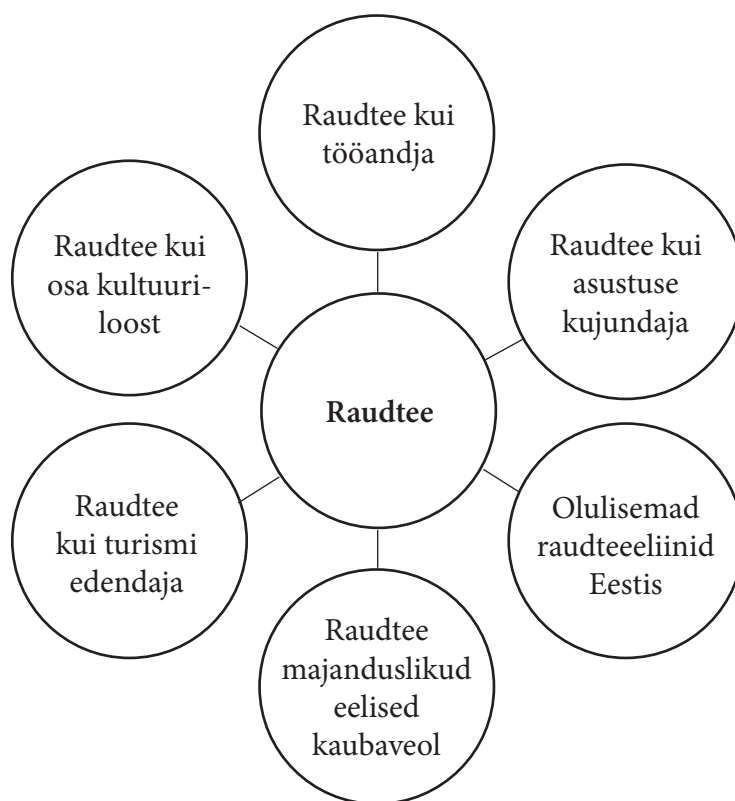 Raudtee kui
tööandja
Raudtee kui
osa kultuuri-
loost
Raudtee kui
asustuse
kujundaja
Raudtee
Raudtee
kui turismi
edendaja
Olulisemad
raudteeeliinid
Eestis
Raudtee
majanduslikud
eelised
kaubaveol